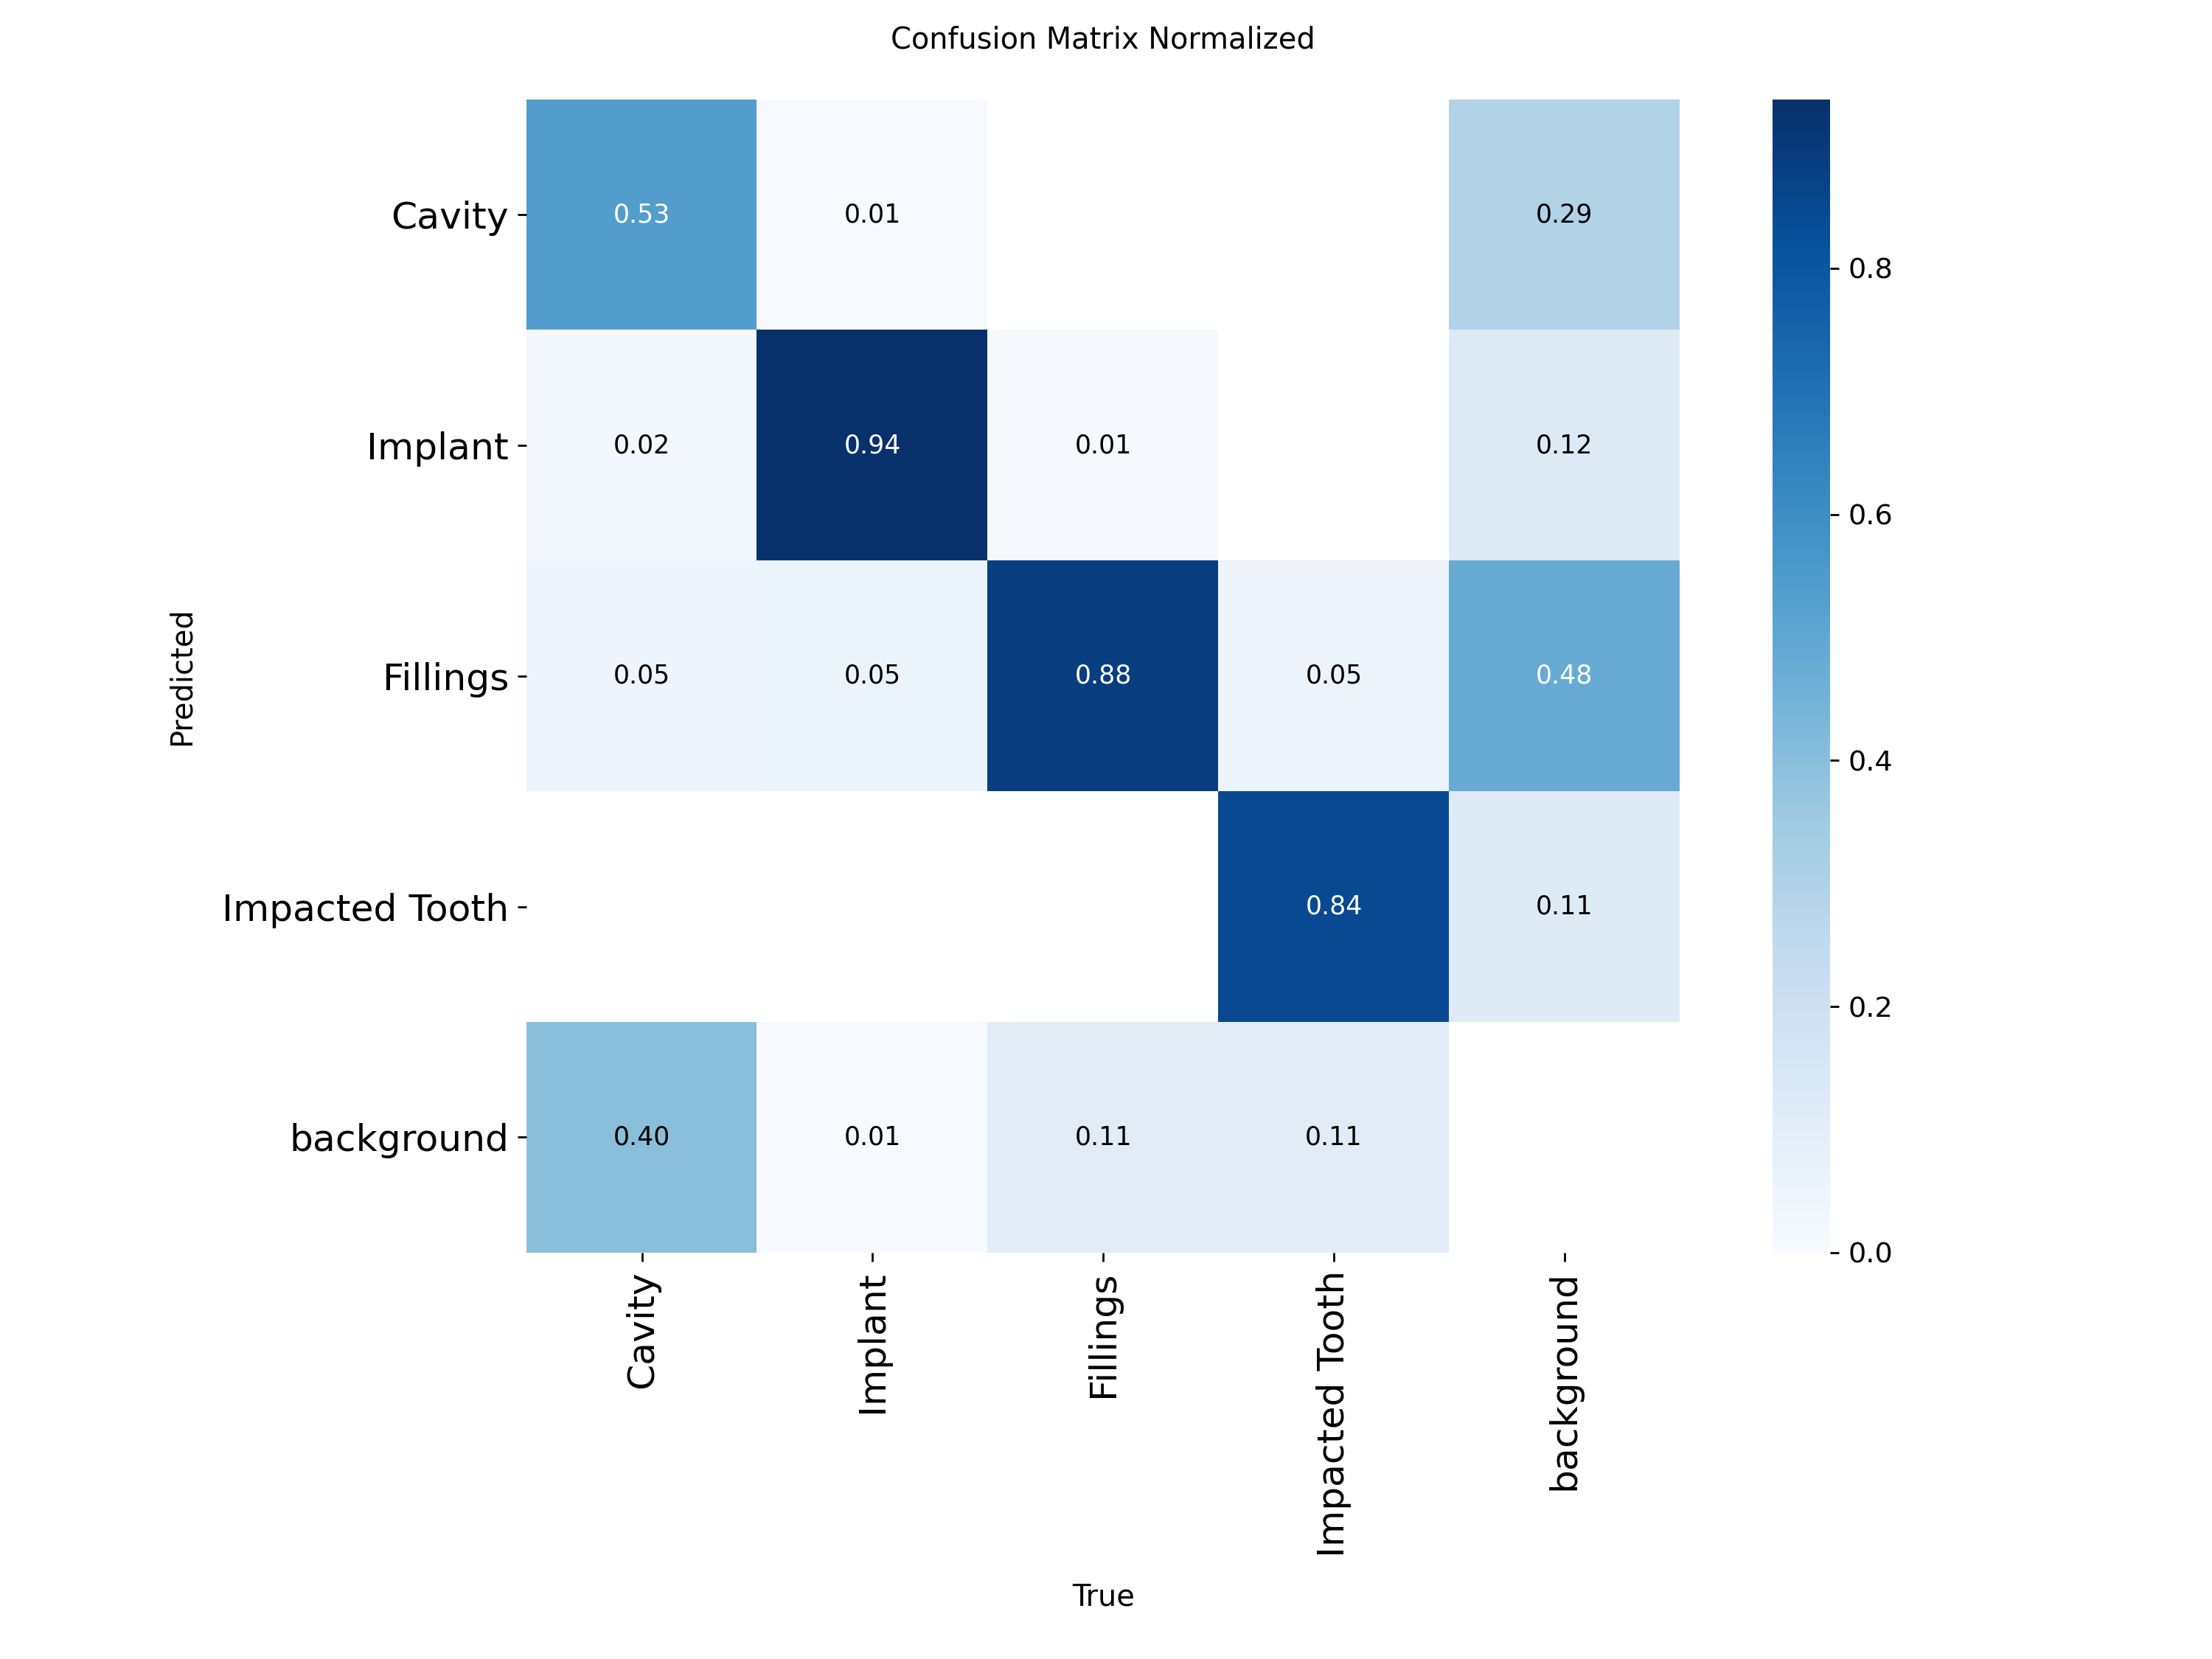 Confusion Matrix Normalized
Cavity
0.53
0.01
0.29
Implant
0.02
0.94
0.01
0.12
Fillings
0.05
0.05
0.88
0.05
0.48
Impacted Tooth
0.84
0.11
background
0.40
0.01
0.11
0.11
Predicted
Cavity
Implant
Fillings
Impacted Tooth
background
True
0.8
0.6
0.4
0.2
0.0